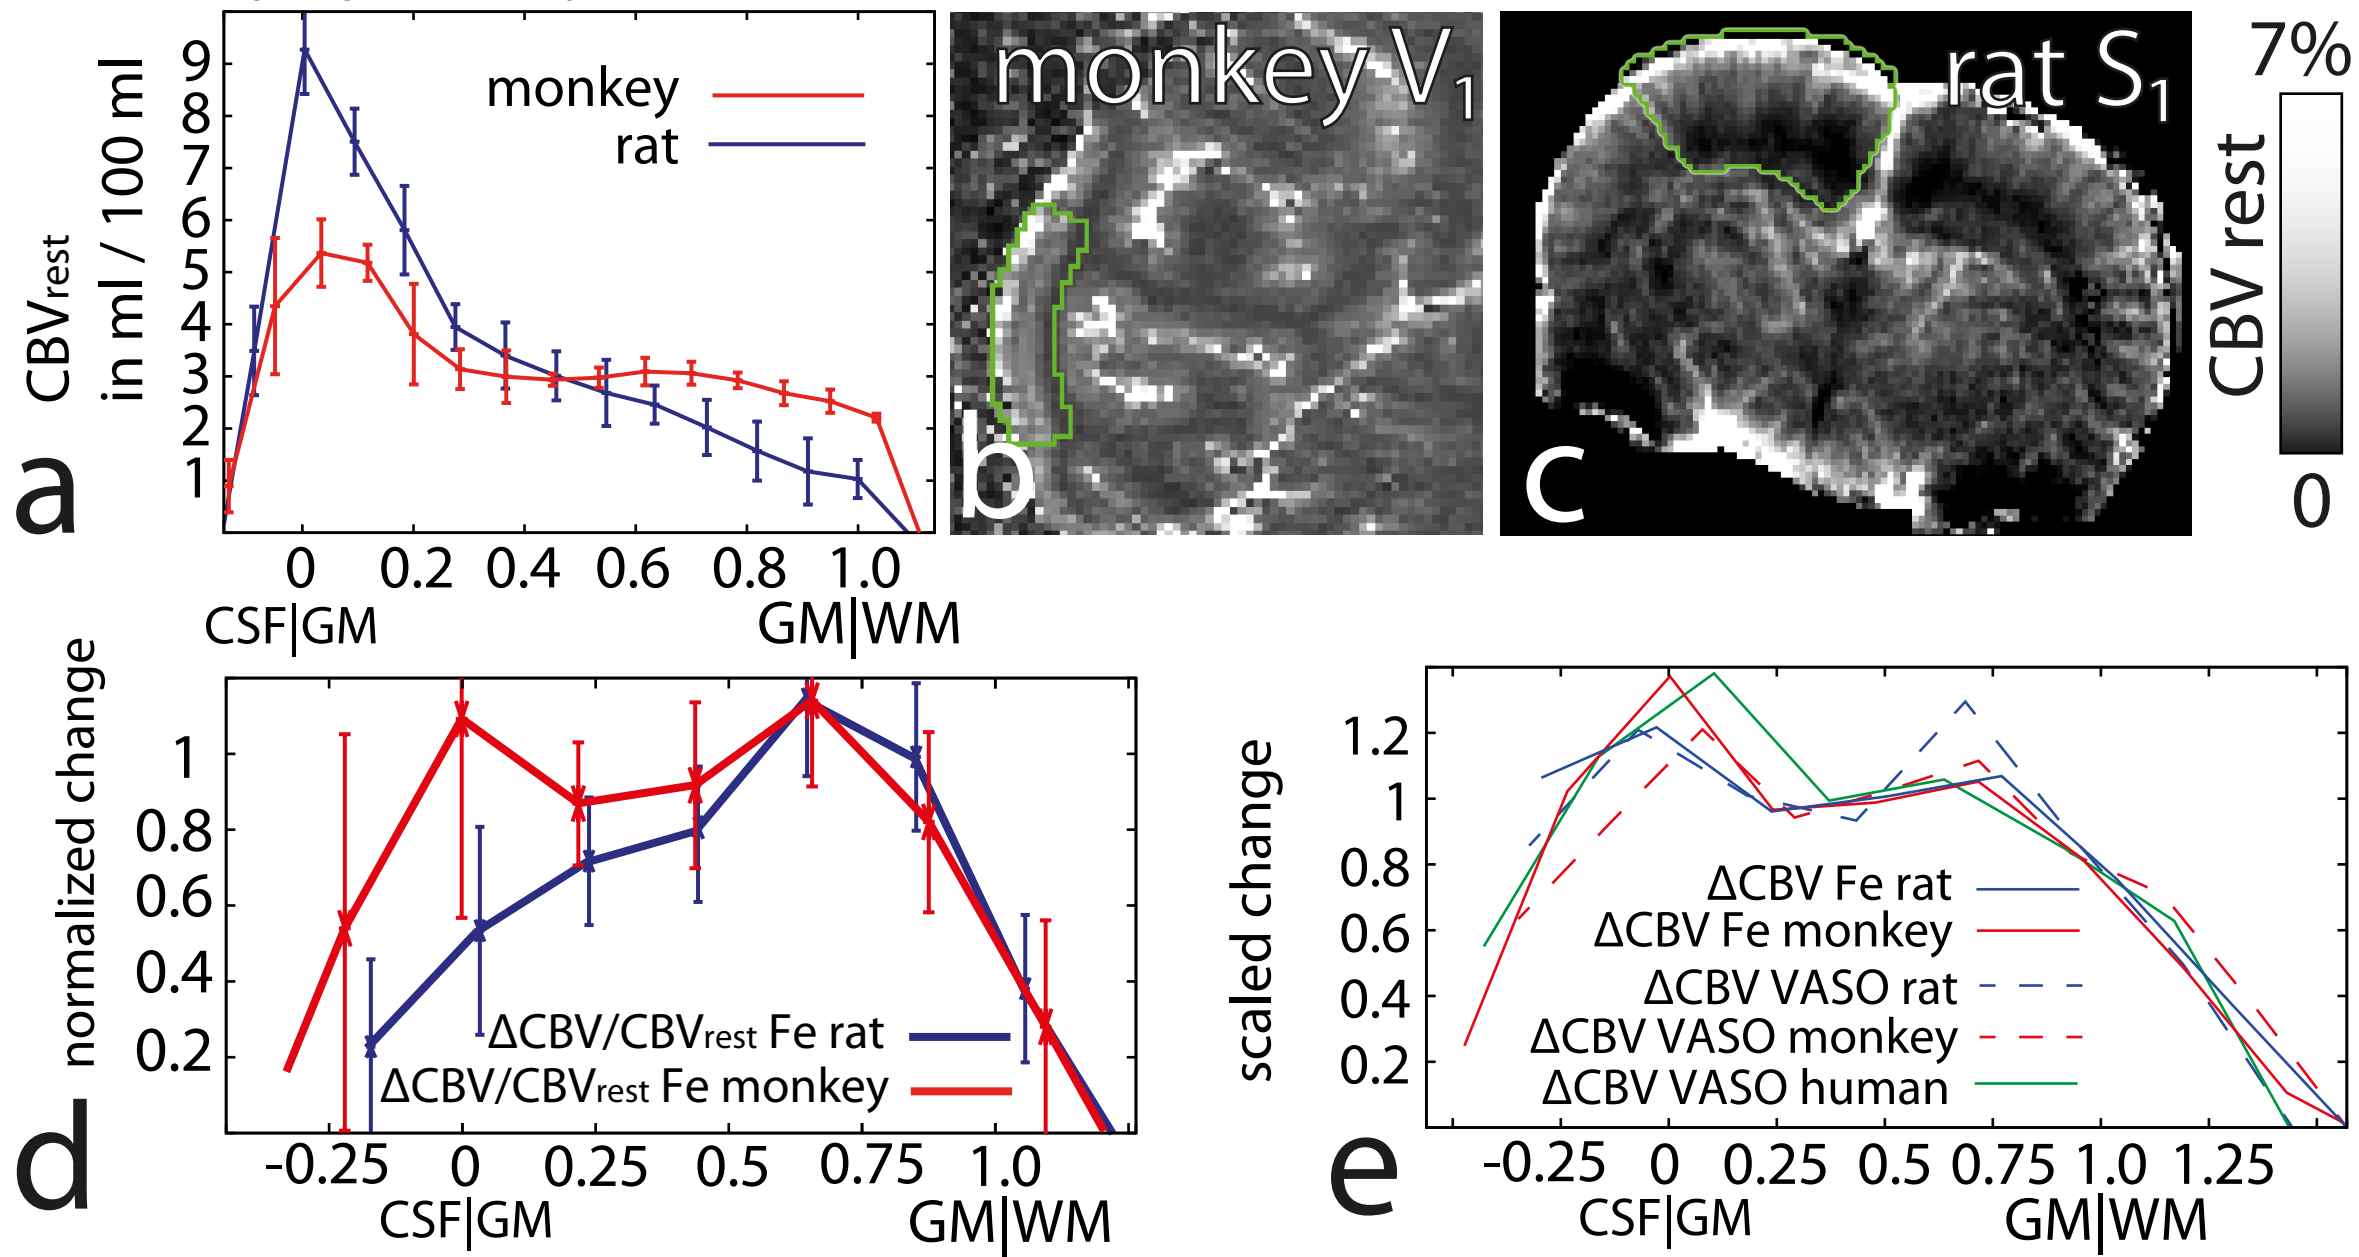 9
8
7
6
5
4
3
2
1
CBVrest
in ml / 100 ml
monkey
rat
0 0.2 0.4 0.6 0.8 1.0
CSF|GM GM|WM
a
monkey V1
b
rat S1
c
7%
CBV rest
0
normalized change
1
0.8
0.6
0.4
0.2
ΔCBV/CBVrest Fe rat
ΔCBV/CBVrest Fe monkey
-0.25 0 0.25 0.5 0.75 1.0
CSF|GM GM|WM
d
scaled change
1.2
1
0.8
0.6
0.4
0.2
ΔCBV Fe rat
ΔCBV Fe monkey
ΔCBV VASO rat
ΔCBV VASO monkey
ΔCBV VASO human
-0.25 0 0.25 0.5 0.75 1.0 1.25
CSF|GM GM|WM
e